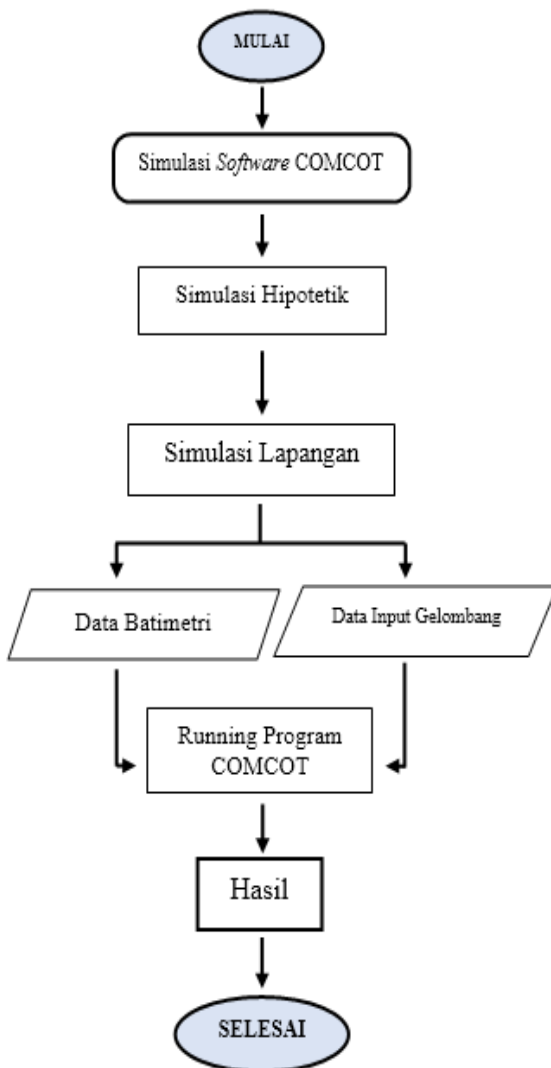 MULAI
Simulasi Software COMCOT
Simulasi Hipotetik
Simulasi Lapangan
Data Batimetri
Data Input Gelombang
Running Program
COMCOT
Hasil
SELESAI